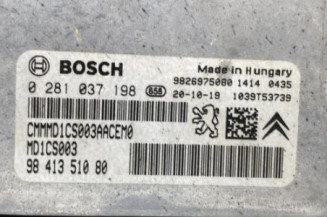 BOSCH
Made in Hungary
9826975080 1414 0435
0 281 037 198 658 20-10-19 1039T53739
CMMMD1CS003AACEM0
MD1CS003
98 413 510 80